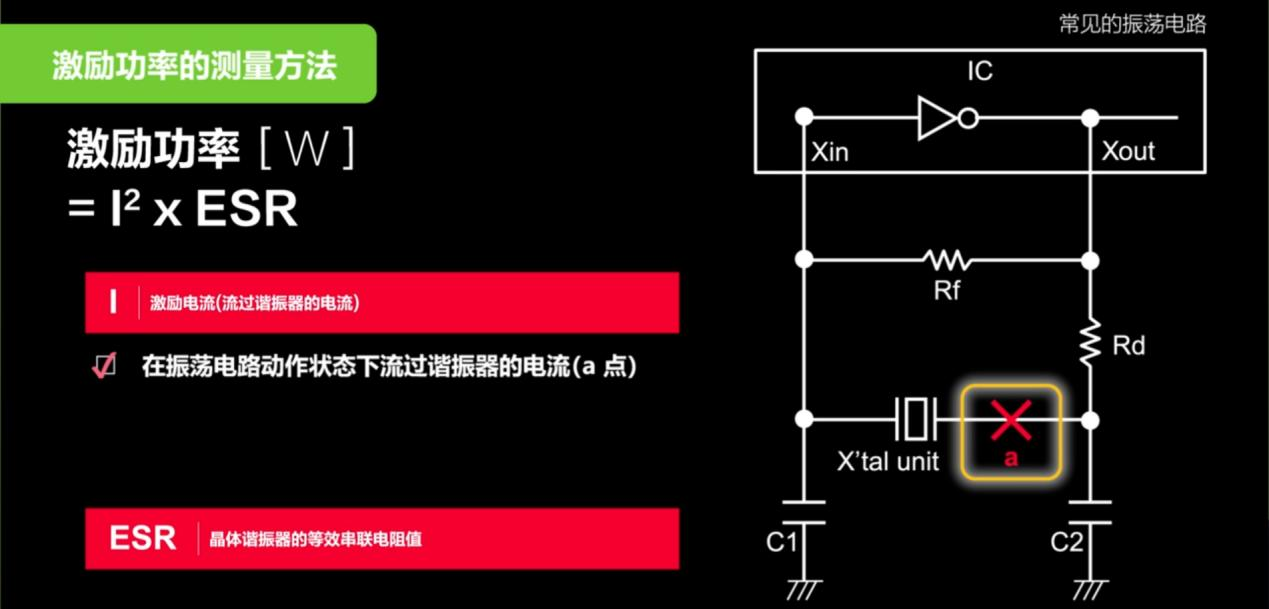 常见的振荡电路
激励功率的测量方法
激励功率 [ W ]
= I² x ESR
I 激励电流(流过谐振器的电流)
在振荡电路动作状态下流过谐振器的电流(a 点)
ESR 晶体谐振器的等效串联电阻值
IC
Xin
Xout
Rf
Rd
X'tal unit
a
C1
C2